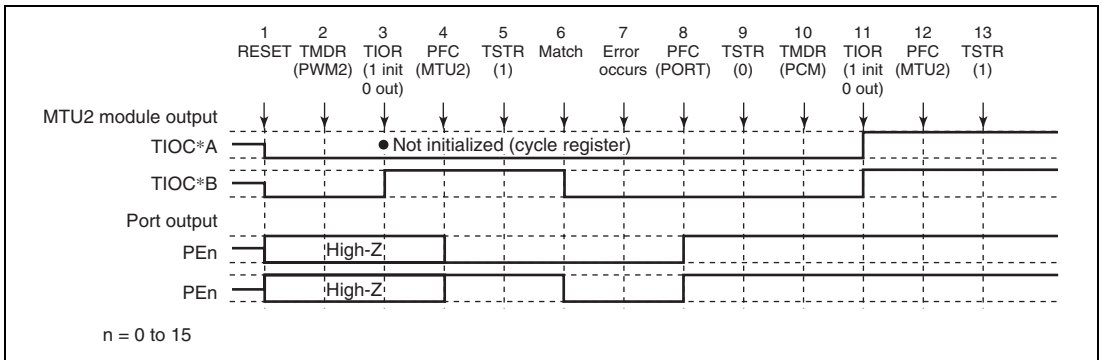 1 2 3 4 5 6 7 8 9 10 11 12 13
RESET TMDR TIOR PFC TSTR Match Error PFC TSTR TMDR TIOR PFC TSTR
(PWM2) (1 init (MTU2) (1) occurs (PORT) (0) (PCM) (1 init (MTU2) (1)
0 out) 0 out)
MTU2 module output
TIOC*A
● Not initialized (cycle register)
TIOC*B
Port output
PEn
High-Z
PEn
High-Z
n = 0 to 15